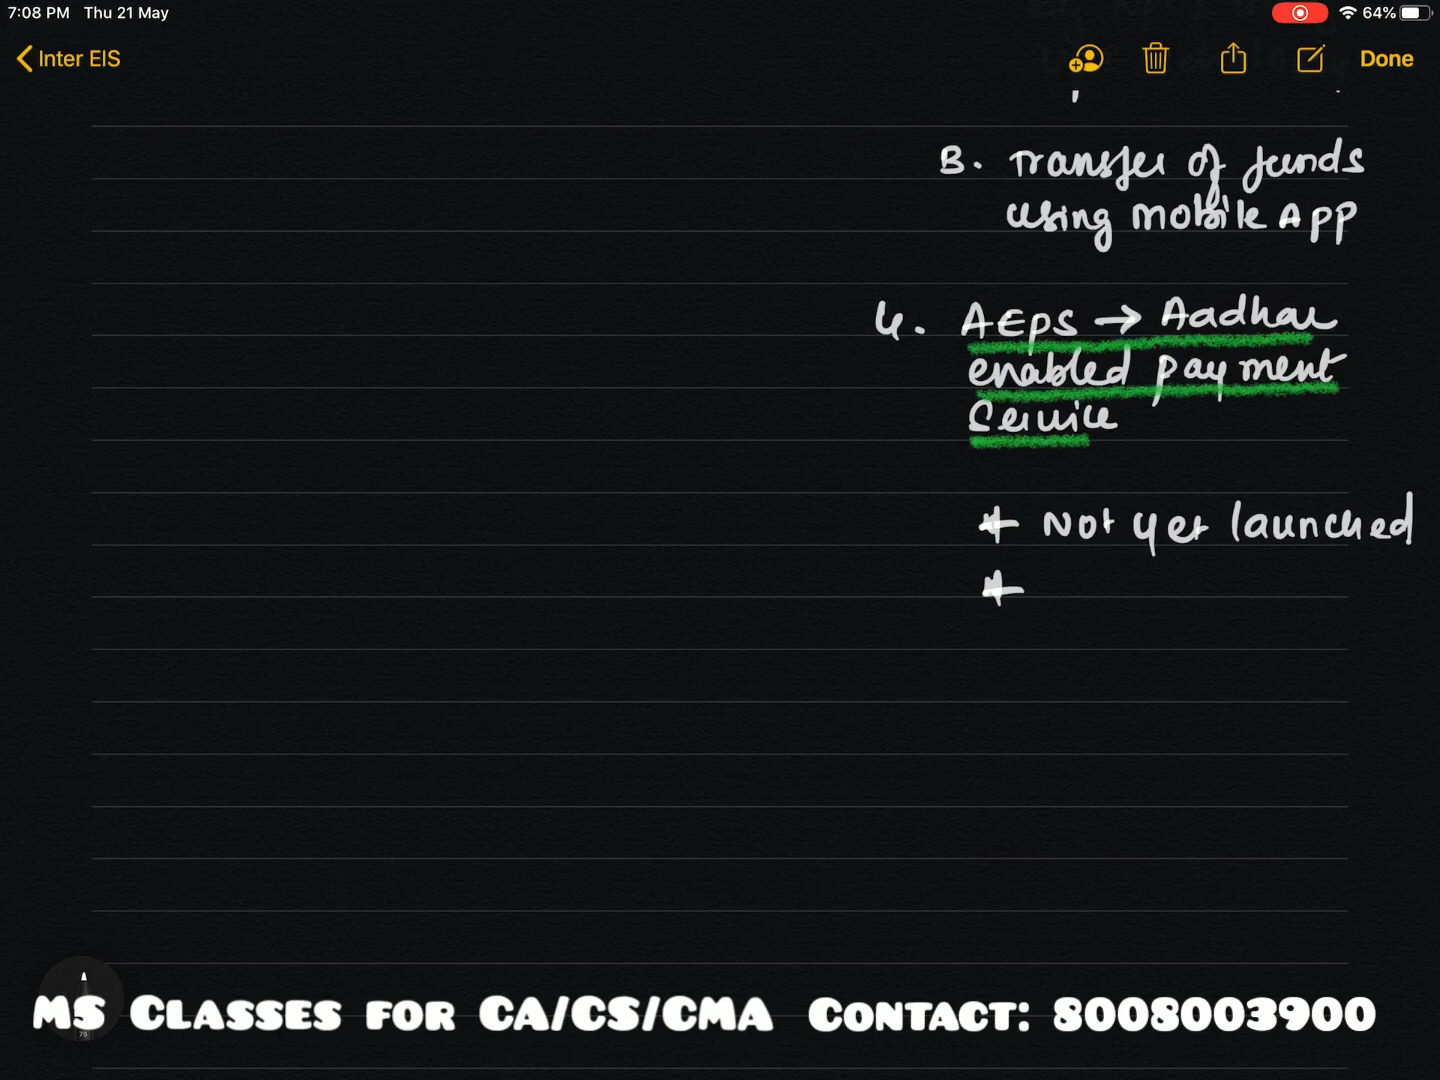 7:08 PM Thu 21 May 64%
Inter EIS Done
B. Transfer of funds
using mobile App
4. AEPS → Aadhar
enabled payment
Service
* Not yet launched
*
75
MS Classes for CA/CS/CMA Contact: 8008003900